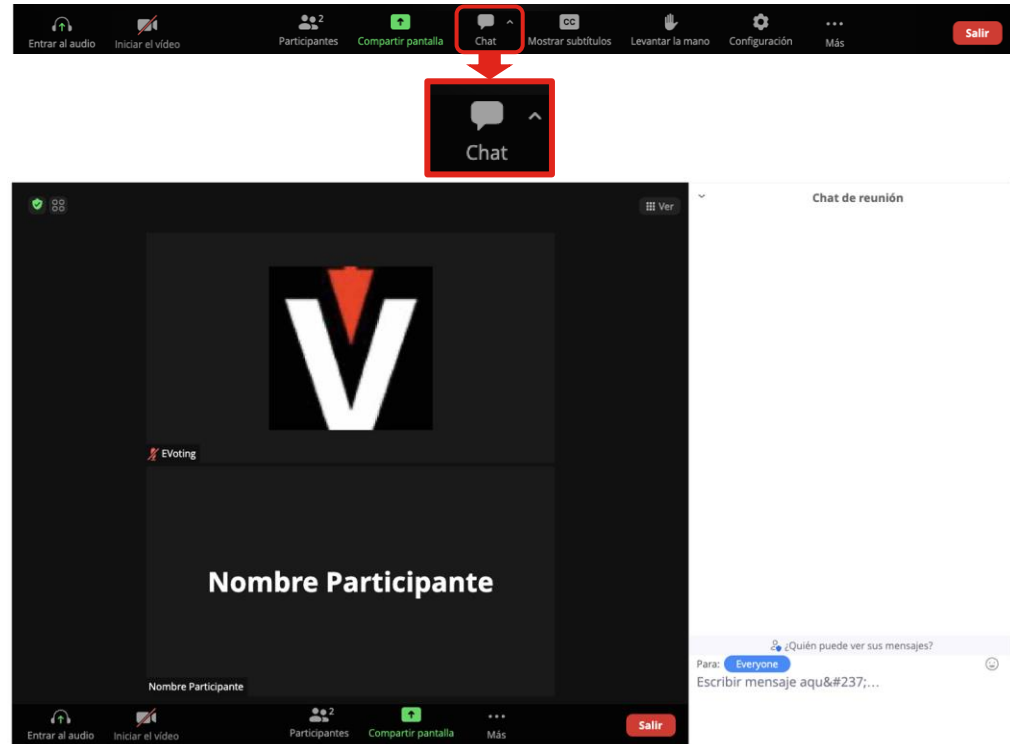 2
Entrar al audio Iniciar el vídeo Participantes Compartir pantalla Chat CC Mostrar subtítulos Levantar la mano Configuración Más Salir
Chat
Ver
Chat de reunión
V
EVoting
Nombre Participante
¿Quién puede ver sus mensajes?
Para: Everyone
Escribir mensaje aqu&#237;...
Nombre Participante
2
Entrar al audio Iniciar el vídeo Participantes Compartir pantalla Más Salir